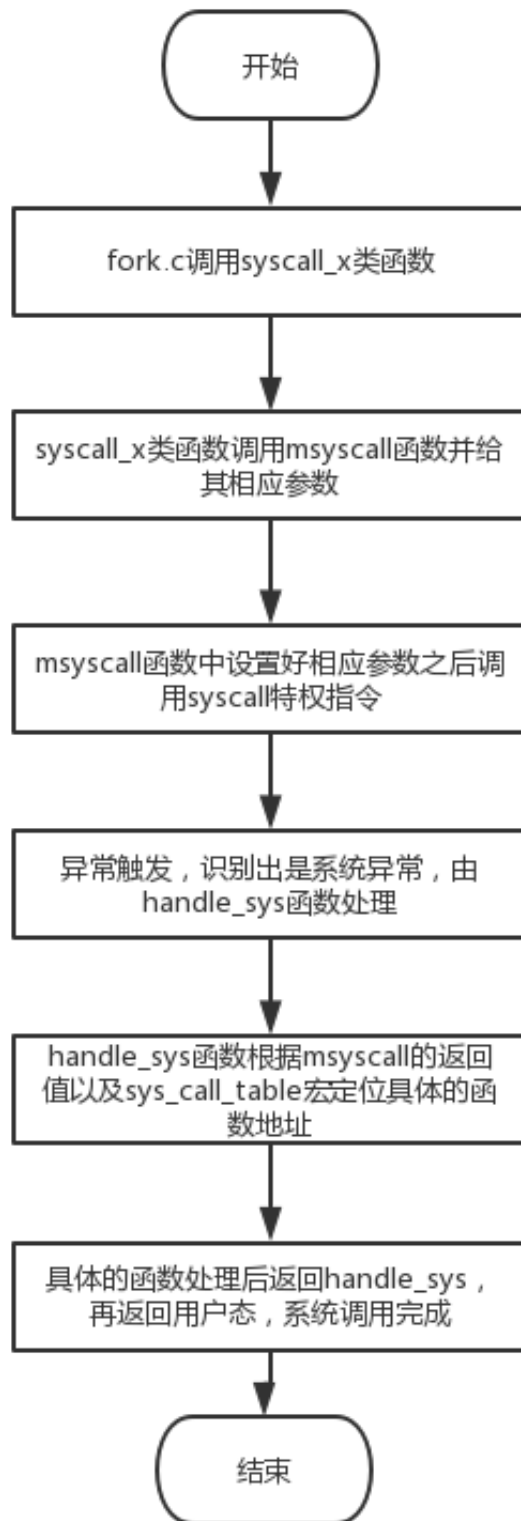 开始
fork.c调用syscall_x类函数
syscall_x类函数调用msyscall函数并给
其相应参数
msyscall函数中设置好相应参数之后调
用syscall特权指令
异常触发，识别出是系统异常，由
handle_sys函数处理
handle_sys函数根据msyscall的返回
值以及sys_call_table宏定位具体的函
数地址
具体的函数处理后返回handle_sys，
再返回用户态，系统调用完成
结束